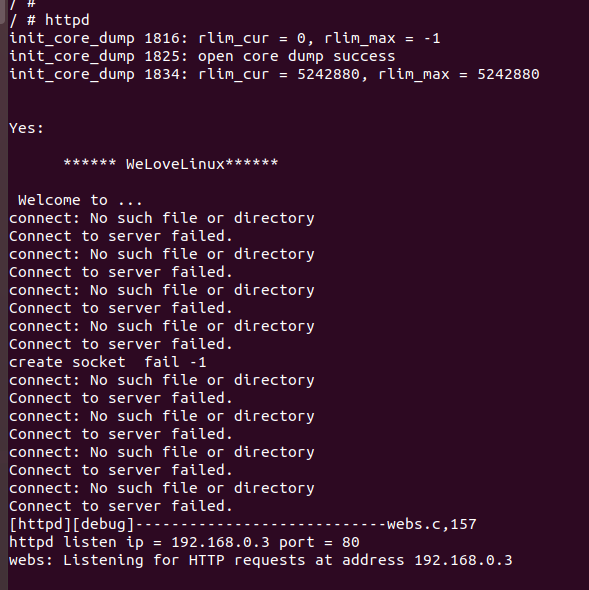 / #
/ # httpd
init_core_dump 1816: rlim_cur = 0, rlim_max = -1
init_core_dump 1825: open core dump success
init_core_dump 1834: rlim_cur = 5242880, rlim_max = 5242880
Yes:
****** WeLoveLinux******
Welcome to ...
connect: No such file or directory
Connect to server failed.
connect: No such file or directory
Connect to server failed.
connect: No such file or directory
Connect to server failed.
connect: No such file or directory
Connect to server failed.
create socket  fail -1
connect: No such file or directory
Connect to server failed.
connect: No such file or directory
Connect to server failed.
connect: No such file or directory
Connect to server failed.
connect: No such file or directory
Connect to server failed.
[httpd][debug]----------------------------webs.c,157
httpd listen ip = 192.168.0.3 port = 80
webs: Listening for HTTP requests at address 192.168.0.3